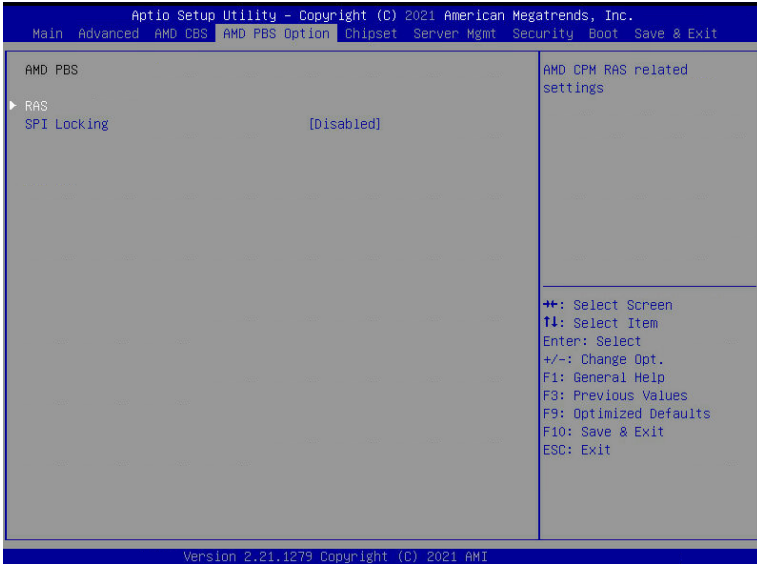 Aptio Setup Utility – Copyright (C) 2021 American Megatrends, Inc.
Main Advanced AMD CBS AMD PBS Option Chipset Server Mgmt Security Boot Save & Exit
AMD PBS
RAS
SPI Locking [Disabled]
AMD CPM RAS related
settings
→←: Select Screen
↑↓: Select Item
Enter: Select
+/-: Change Opt.
F1: General Help
F3: Previous Values
F9: Optimized Defaults
F10: Save & Exit
ESC: Exit
Version 2.21.1279 Copyright (C) 2021 AMI